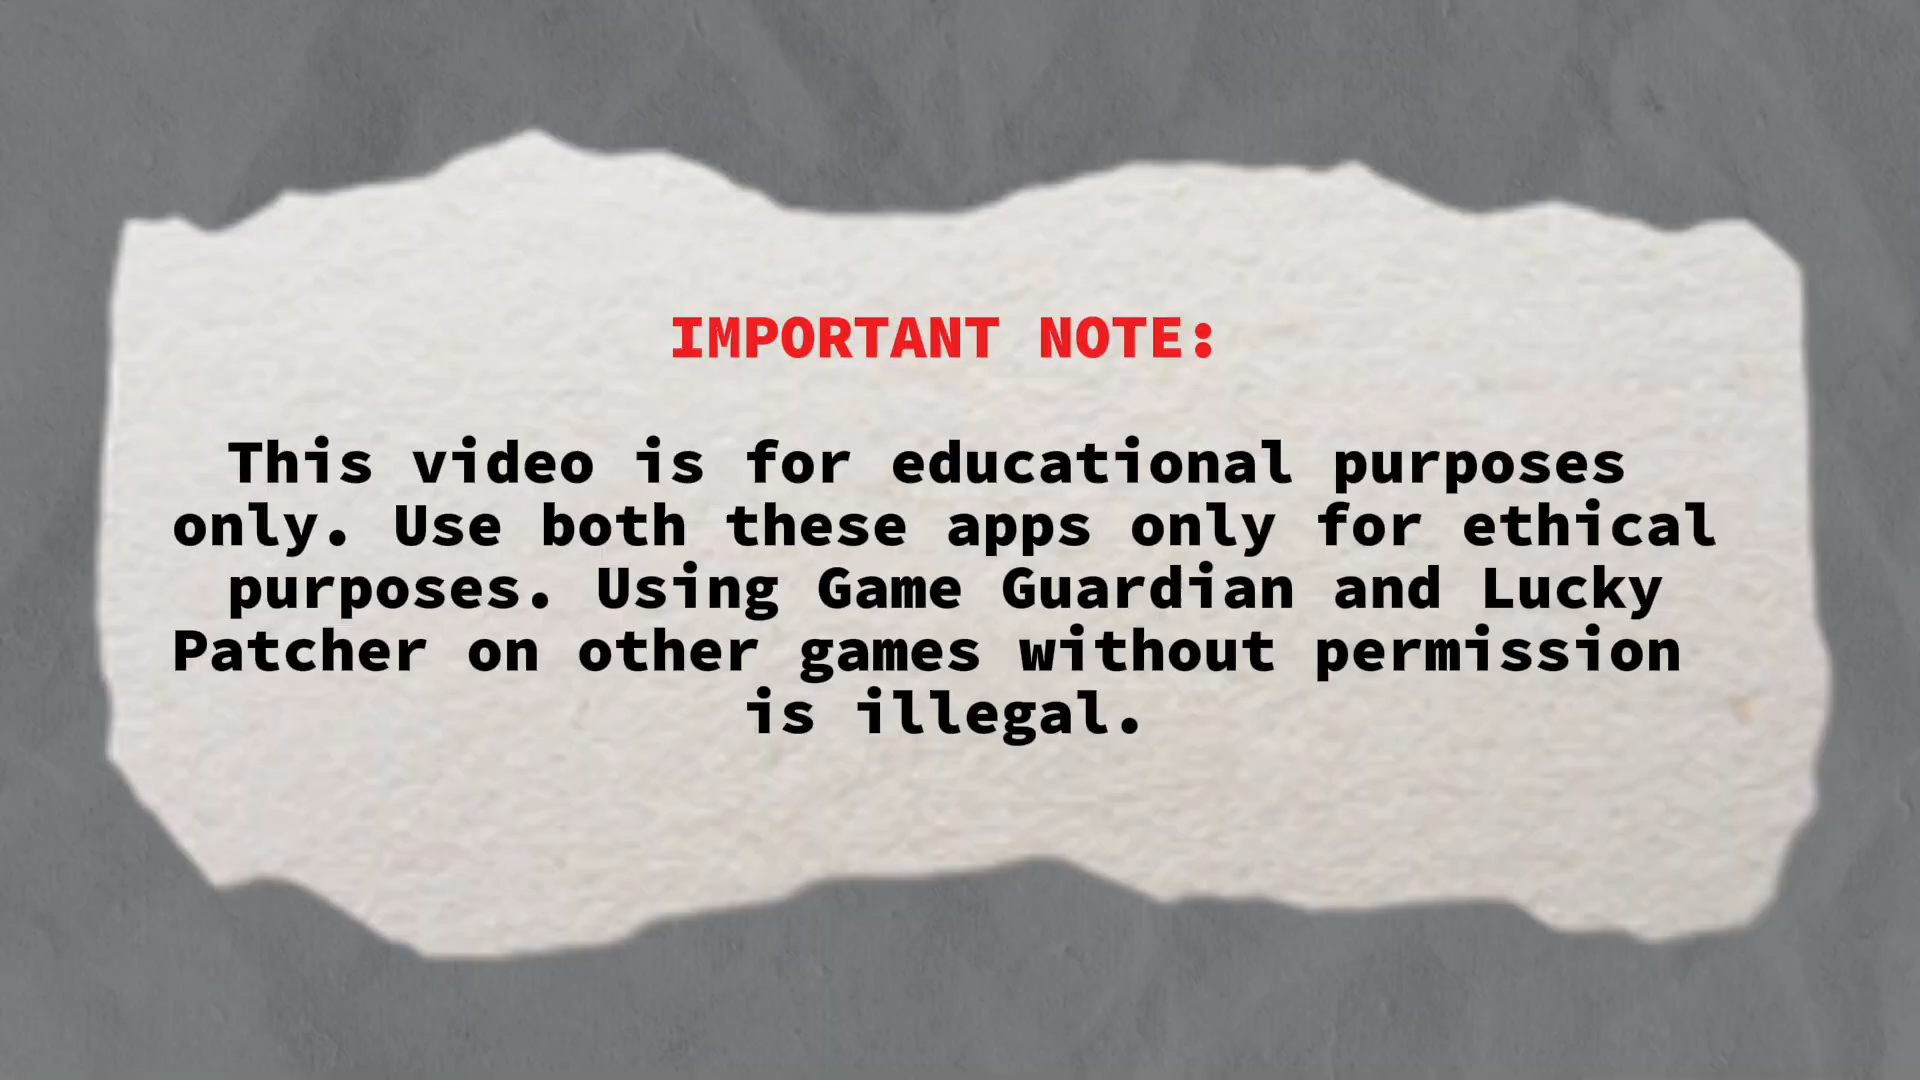 IMPORTANT NOTE:
This video is for educational purposes
only. Use both these apps only for ethical
purposes. Using Game Guardian and Lucky
Patcher on other games without permission
is illegal.